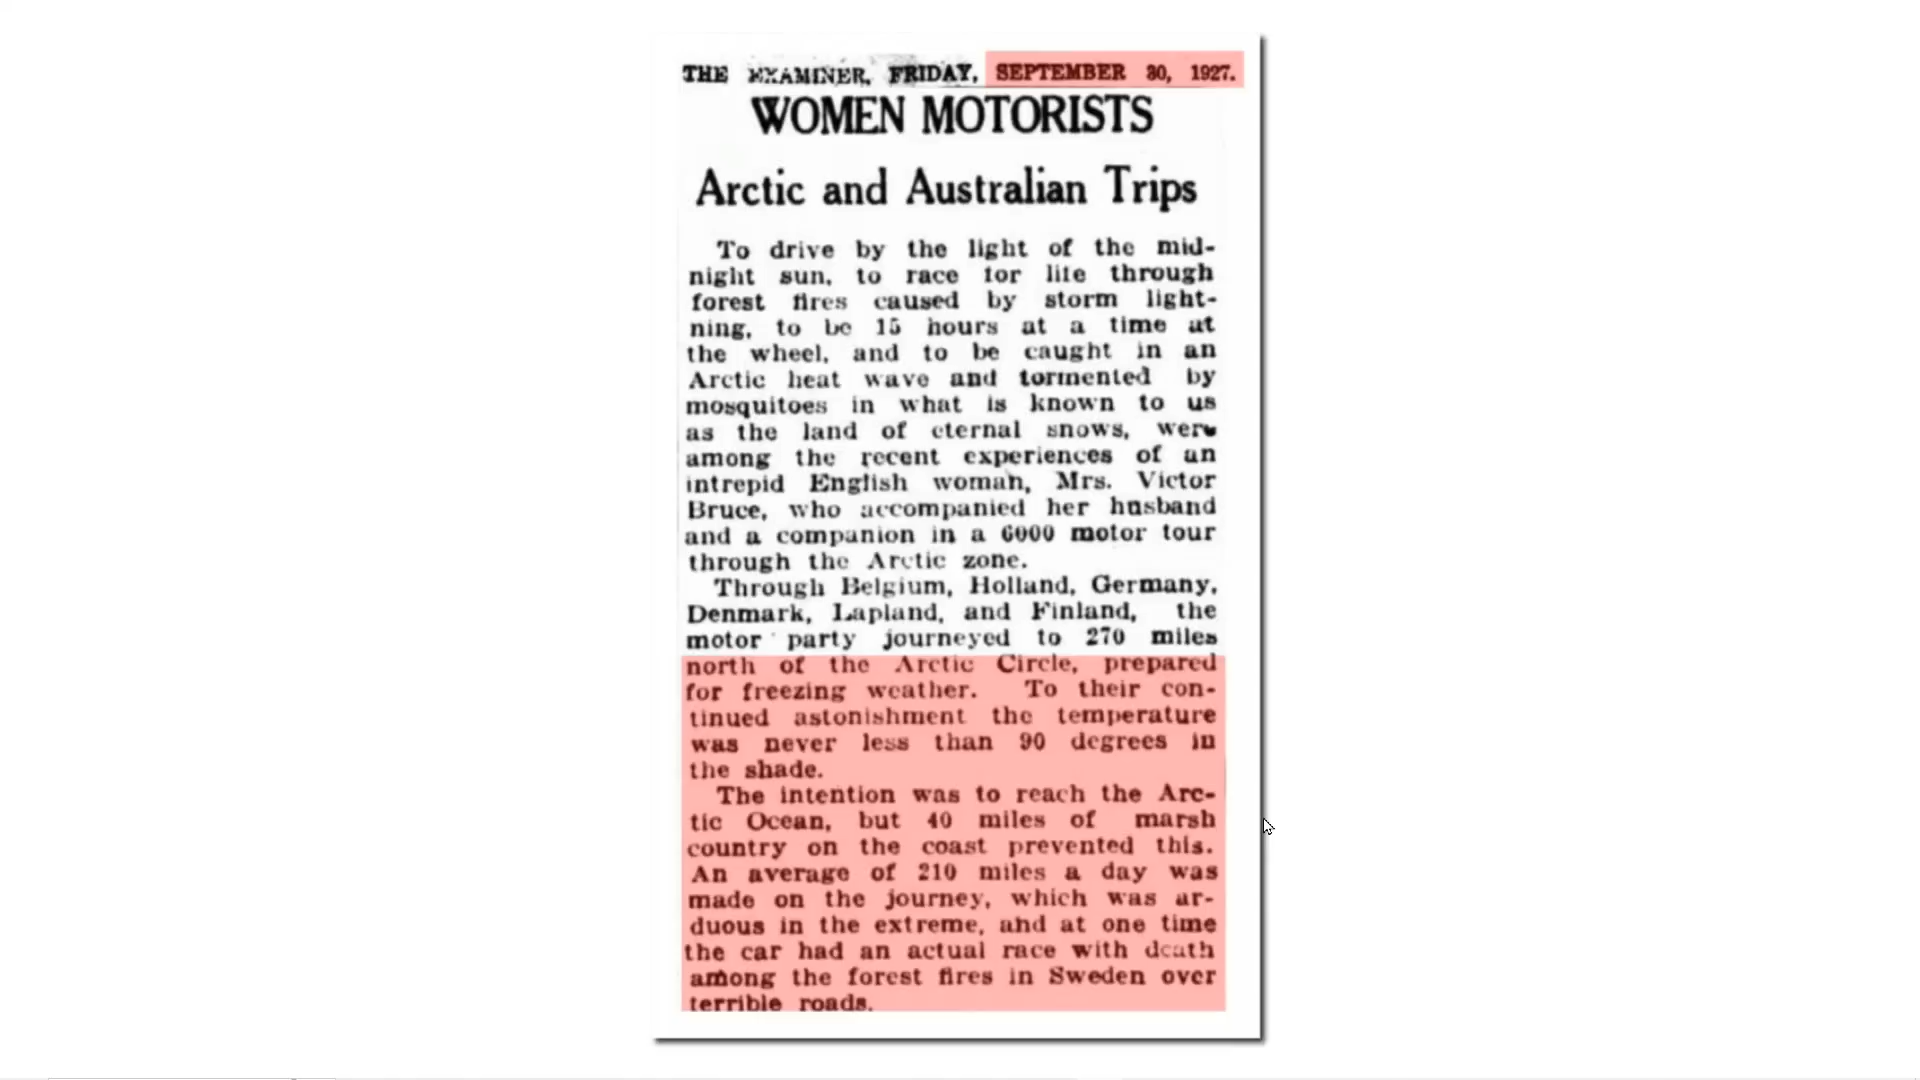 THE EXAMINER, FRIDAY, SEPTEMBER 30, 1927.
WOMEN MOTORISTS
Arctic and Australian Trips
To drive by the light of the mid-
night sun, to race for life through
forest fires caused by storm light-
ning, to be 15 hours at a time at
the wheel, and to be caught in an
Arctic heat wave and tormented by
mosquitoes in what is known to us
as the land of eternal snows, were
among the recent experiences of an
intrepid English woman, Mrs. Victor
Bruce, who accompanied her husband
and a companion in a 6000 motor tour
through the Arctic zone.
Through Belgium, Holland, Germany,
Denmark, Lapland, and Finland, the
motor party journeyed to 270 miles
north of the Arctic Circle, prepared
for freezing weather. To their con-
tinued astonishment the temperature
was never less than 90 degrees in
the shade.
The intention was to reach the Arc-
tic Ocean, but 40 miles of marsh
country on the coast prevented this.
An average of 210 miles a day was
made on the journey, which was ar-
duous in the extreme, and at one time
the car had an actual race with death
among the forest fires in Sweden over
terrible roads.